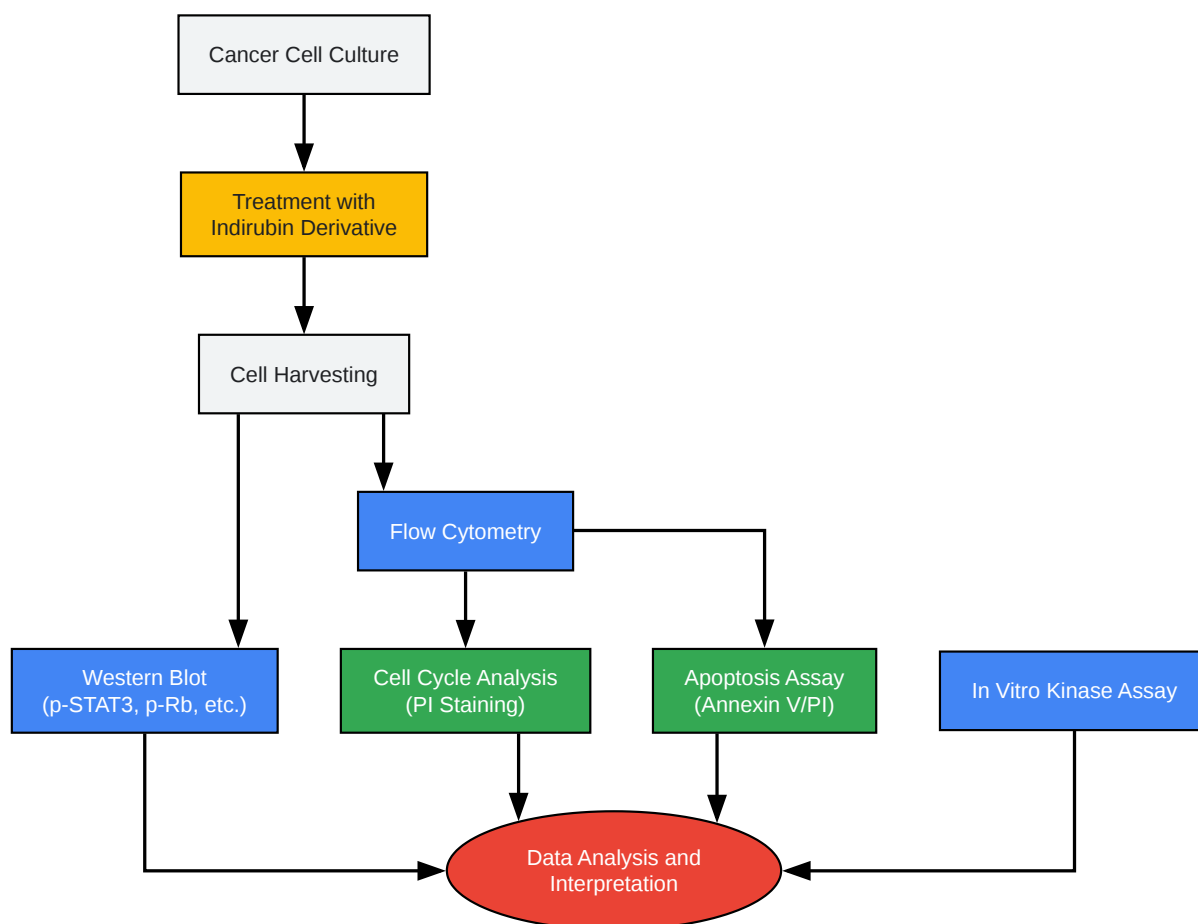 Cancer Cell Culture
Treatment with
Indirubin Derivative
Cell Harvesting
Flow Cytometry
Western Blot
(p-STAT3, p-Rb, etc.)
Cell Cycle Analysis
(PI Staining)
Apoptosis Assay
(Annexin V/PI)
In Vitro Kinase Assay
Data Analysis and
Interpretation